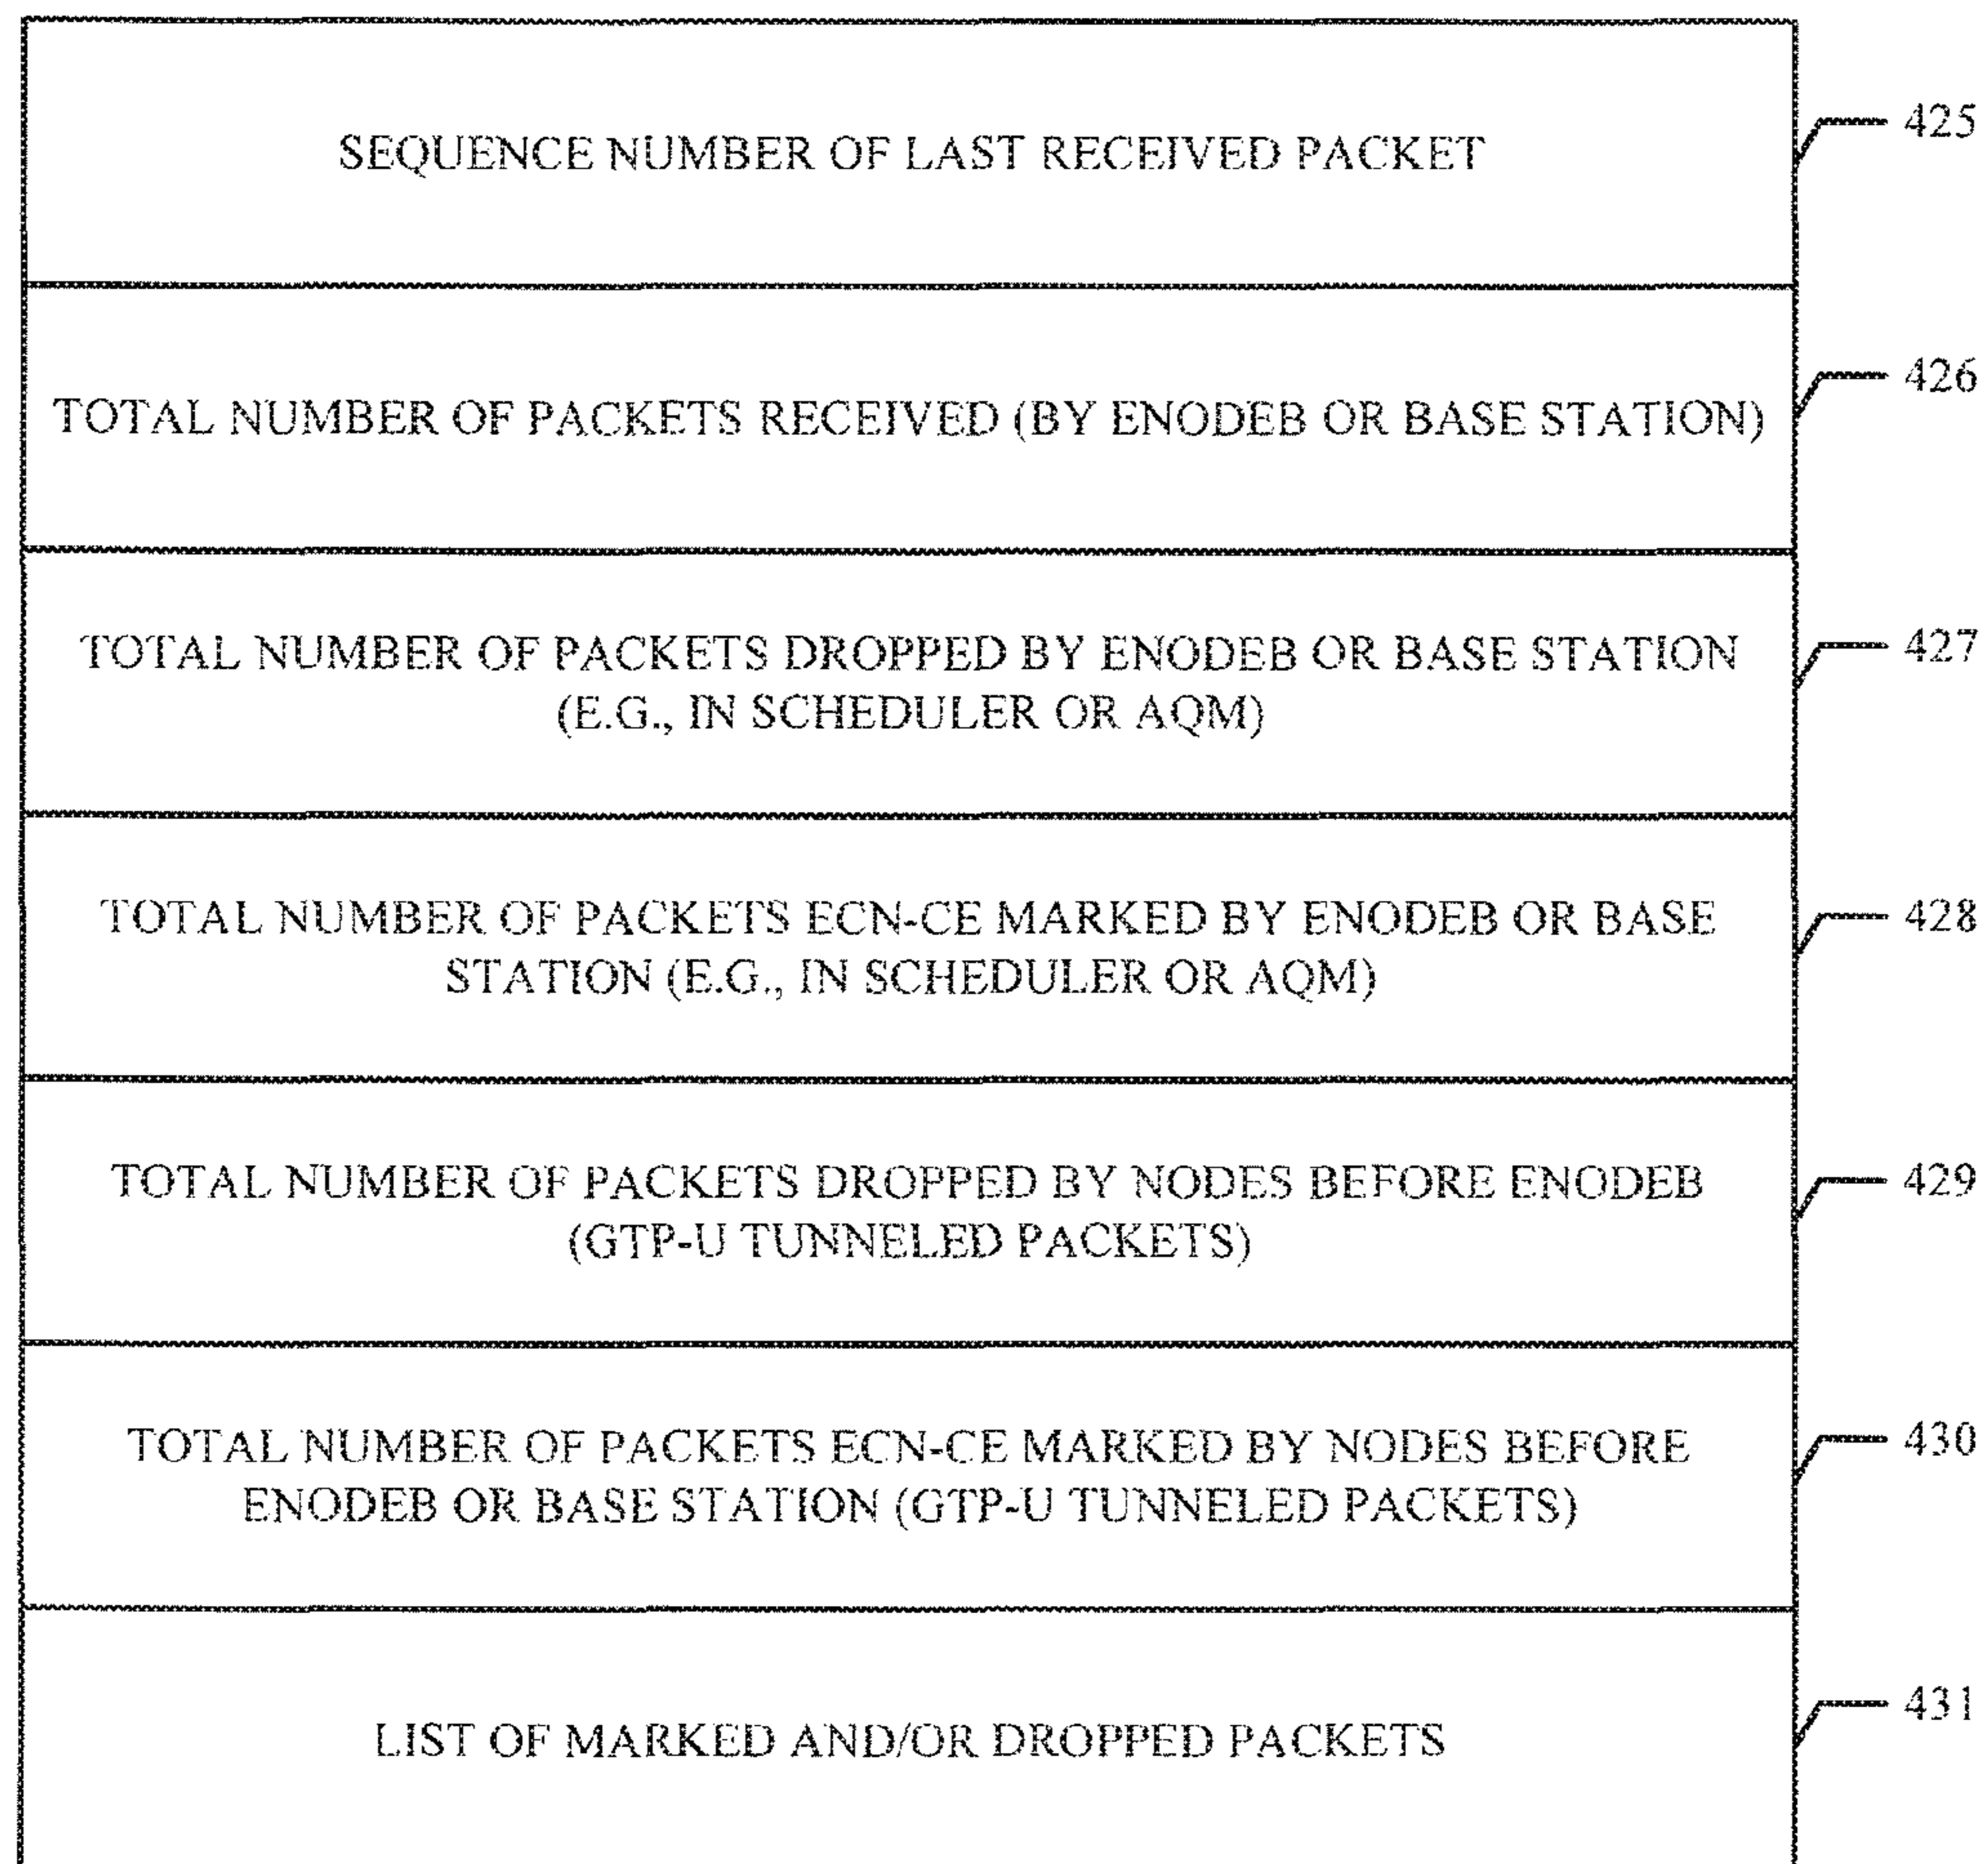 SEQUENCE NUMBER OF LAST RECEIVED PACKET
425
TOTAL NUMBER OF PACKETS RECEIVED (BY ENODEB OR BASE STATION)
426
TOTAL NUMBER OF PACKETS DROPPED BY ENODEB OR BASE STATION
(E.G., IN SCHEDULER OR AQM)
427
TOTAL NUMBER OF PACKETS ECN-CE MARKED BY ENODEB OR BASE
STATION (E.G., IN SCHEDULER OR AQM)
428
TOTAL NUMBER OF PACKETS DROPPED BY NODES BEFORE ENODEB
(GTP-U TUNNELED PACKETS)
429
TOTAL NUMBER OF PACKETS ECN-CE MARKED BY NODES BEFORE
ENODEB OR BASE STATION (GTP-U TUNNELED PACKETS)
430
LIST OF MARKED AND/OR DROPPED PACKETS
431